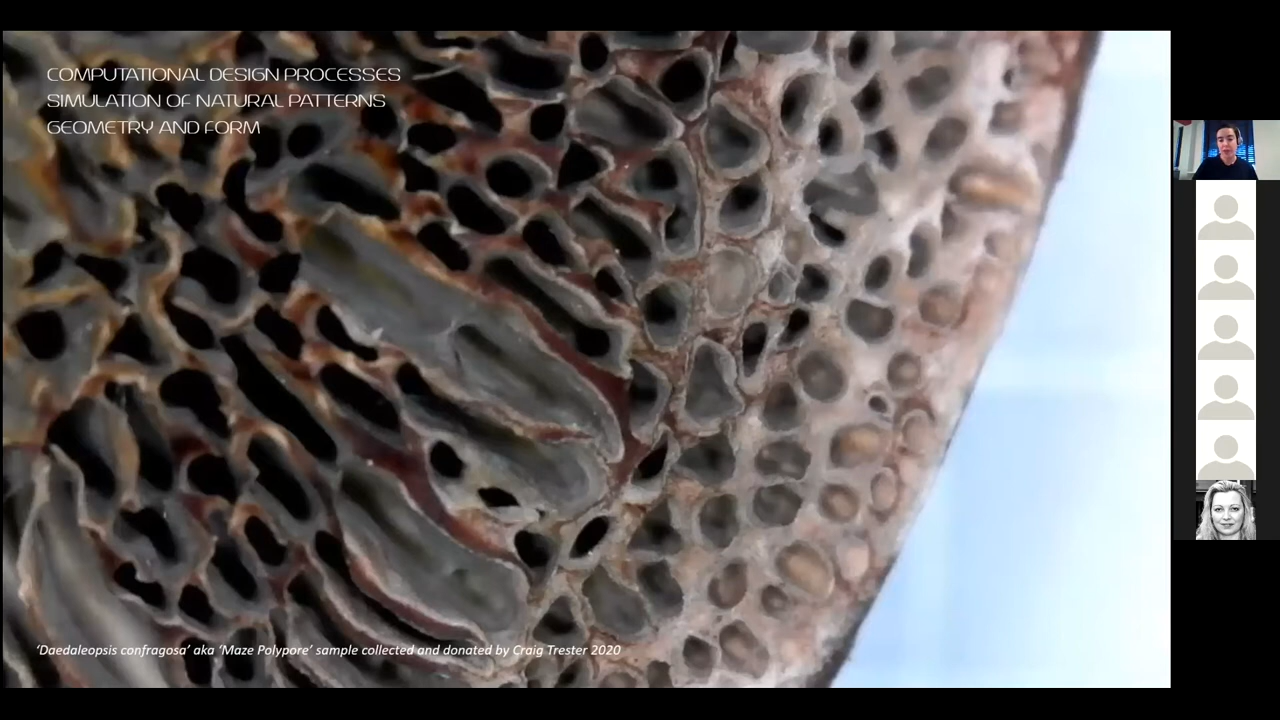 COMPUTATIONAL DESIGN PROCESSES
SIMULATION OF NATURAL PATTERNS
GEOMETRY AND FORM
‘Daedaleopsis confragosa’ aka ‘Maze Polypore’ sample collected and donated by Craig Trester 2020